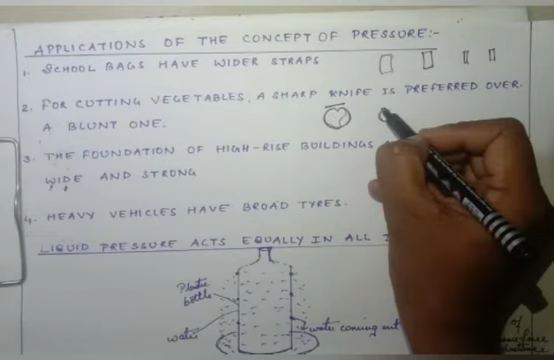 APPLICATIONS OF THE CONCEPT OF PRESSURE:-
1. SCHOOL BAGS HAVE WIDER STRAPS
2. FOR CUTTING VEGETABLES, A SHARP KNIFE IS PREFERRED OVER
A BLUNT ONE.
3. THE FOUNDATION OF HIGH-RISE BUILDINGS
WIDE AND STRONG
4. HEAVY VEHICLES HAVE BROAD TYRES.
LIQUID PRESSURE ACTS EQUALLY IN ALL
Plastic
bottle
water
water coming out
of